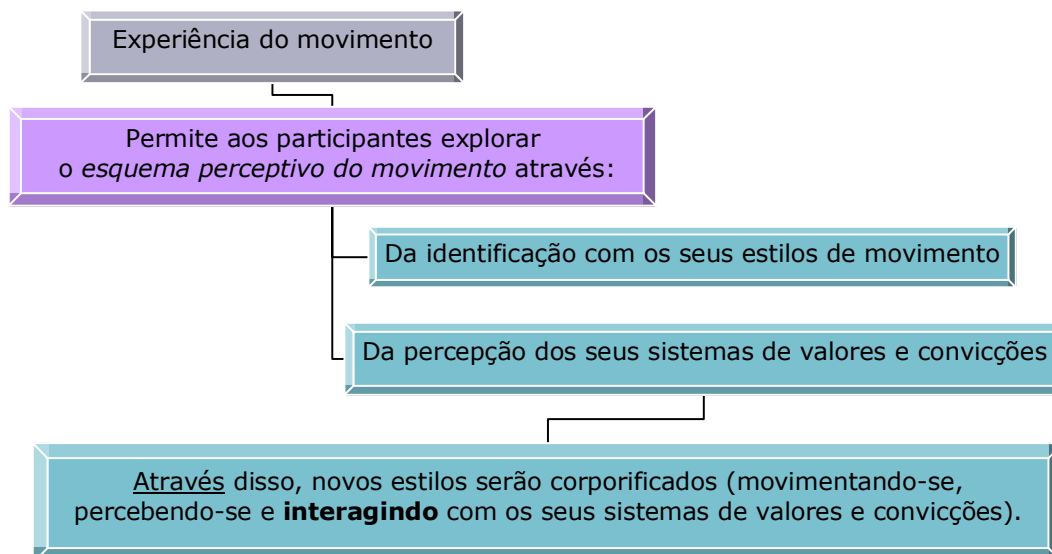 Experiência do movimento
Permite aos participantes explorar
o esquema perceptivo do movimento através:
Da identificação com os seus estilos de movimento
Da percepção dos seus sistemas de valores e convicções
Através disso, novos estilos serão corporificados (movimentando-se,
percebendo-se e interagindo com os seus sistemas de valores e convicções).